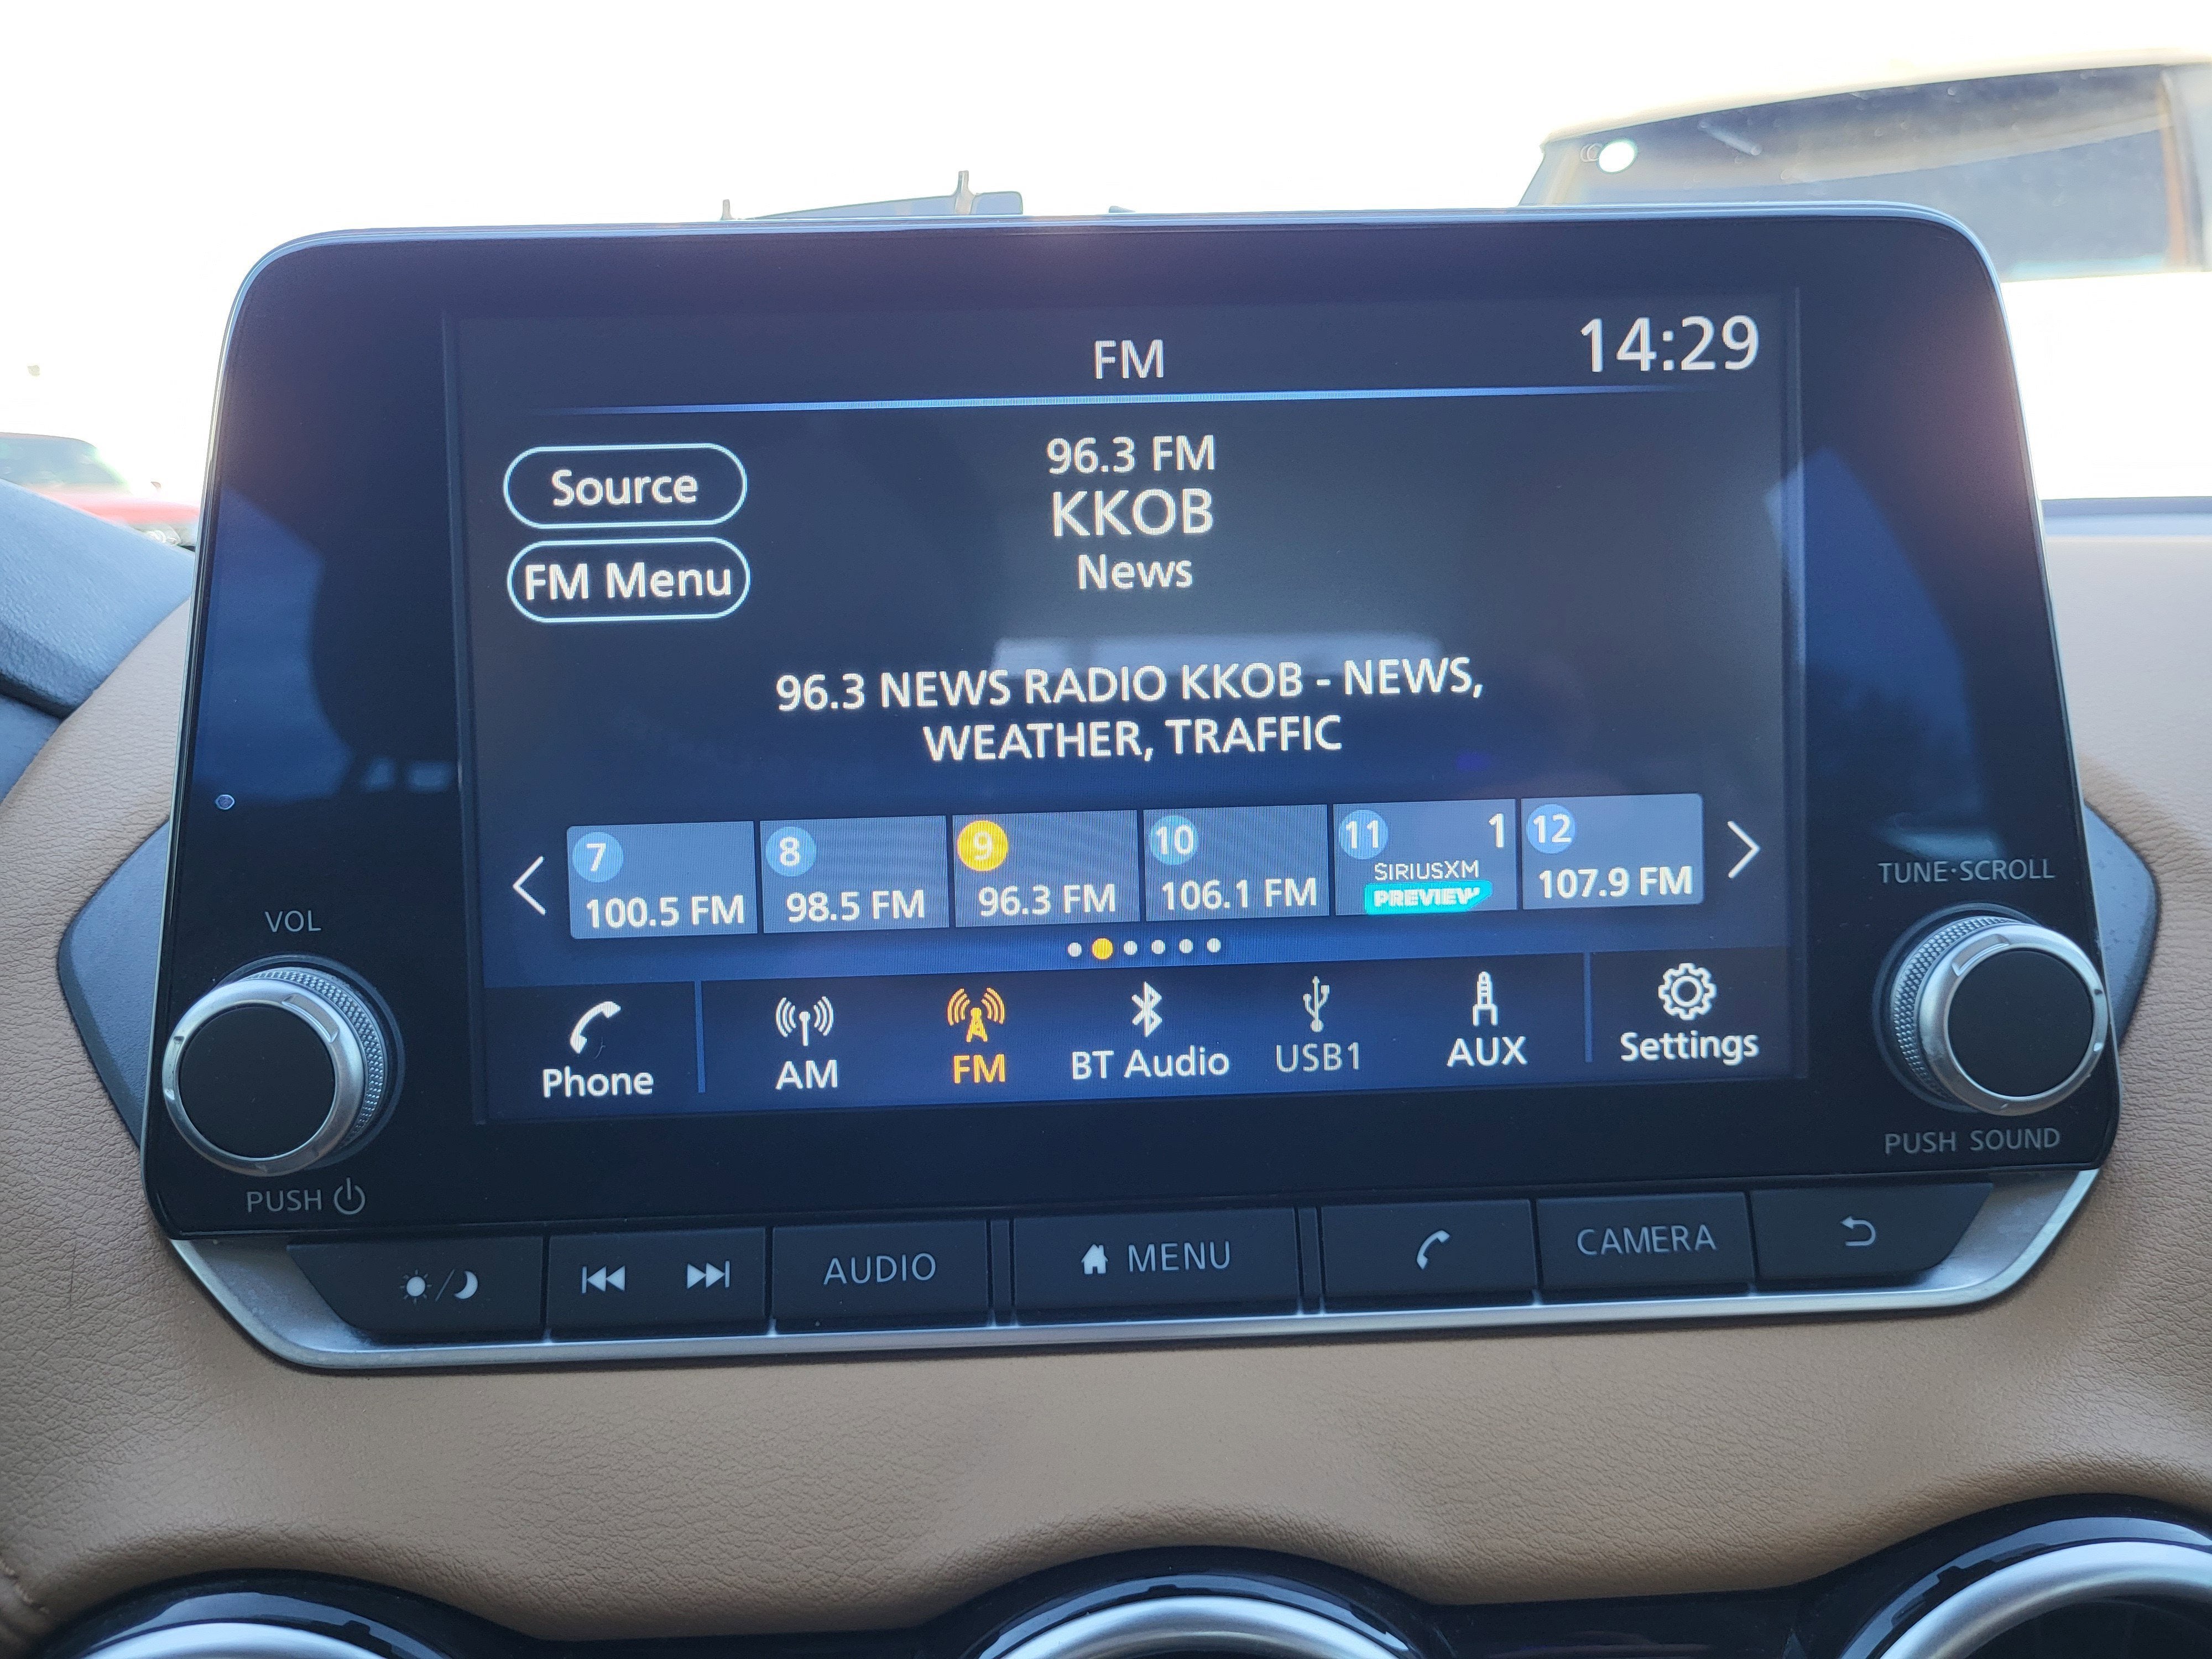 FM
14:29
Source
FM Menu
96.3 FM
KKOB
News
96.3 NEWS RADIO KKOB - NEWS,
WEATHER, TRAFFIC
7
100.5 FM
8
98.5 FM
9
96.3 FM
10
106.1 FM
11 1
SIRIUSXM
PREVIEW
12
107.9 FM
Phone
AM
FM
BT Audio
USB1
AUX
Settings
VOL
PUSH
TUNE·SCROLL
PUSH SOUND
AUDIO
MENU
CAMERA